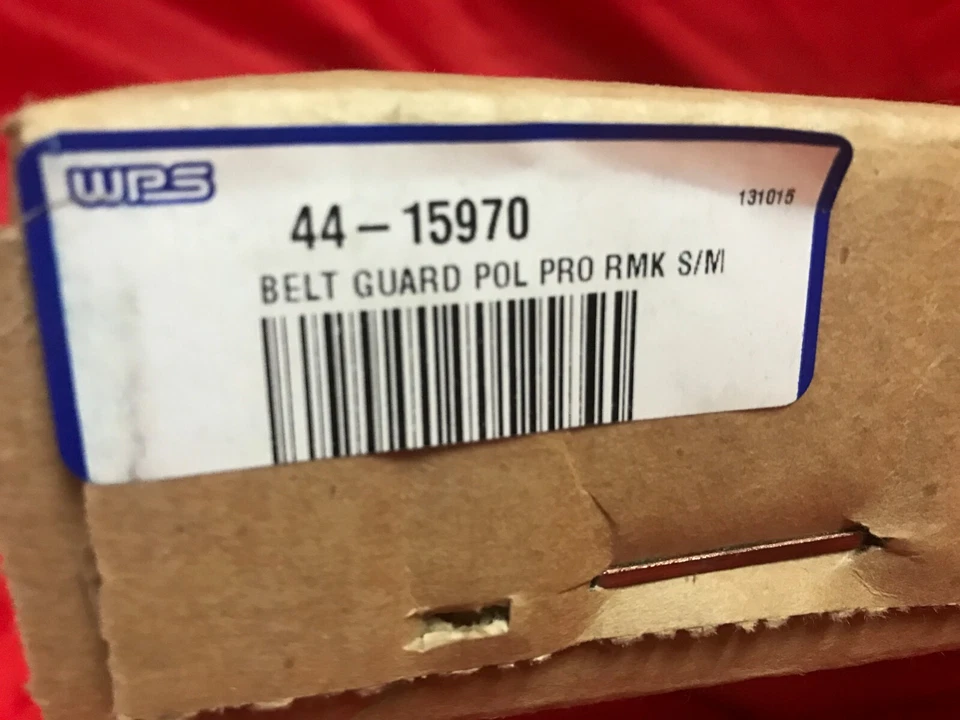 WPS
131015
44-15970
BELT GUARD POL PRO RMK S/M